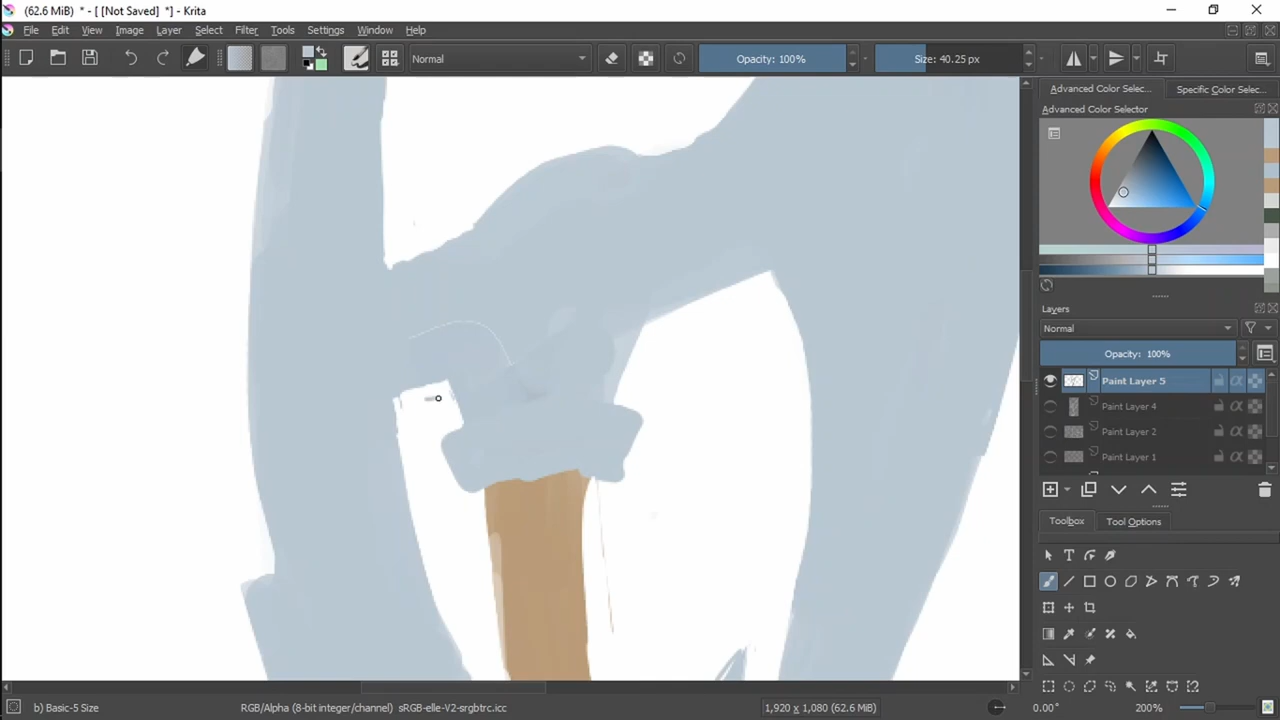 (62.6 MiB) * - [ [Not Saved] *] - Krita
File Edit View Image Layer Select Filter Tools Settings Window Help
Normal Opacity: 100% Size: 40.25 px
Advanced Color Selec... Specific Color Selec...
Advanced Color Selector
Layers
Normal
Opacity: 100%
Paint Layer 5
Paint Layer 4
Paint Layer 2
Paint Layer 1
Toolbox Tool Options
b) Basic-5 Size RGB/Alpha (8-bit integer/channel) sRGB-elle-V2-srgbtrc.icc 1,920 x 1,080 (62.6 MiB) 0.00° 200%